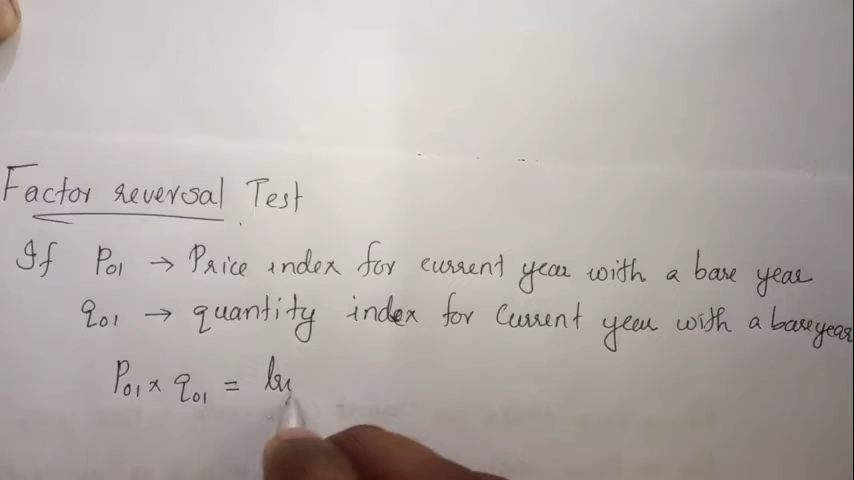 Factor reversal Test
If P01 → Price index for current year with a base year
q01 → quantity index for current year with a base year
P01 × q01 =